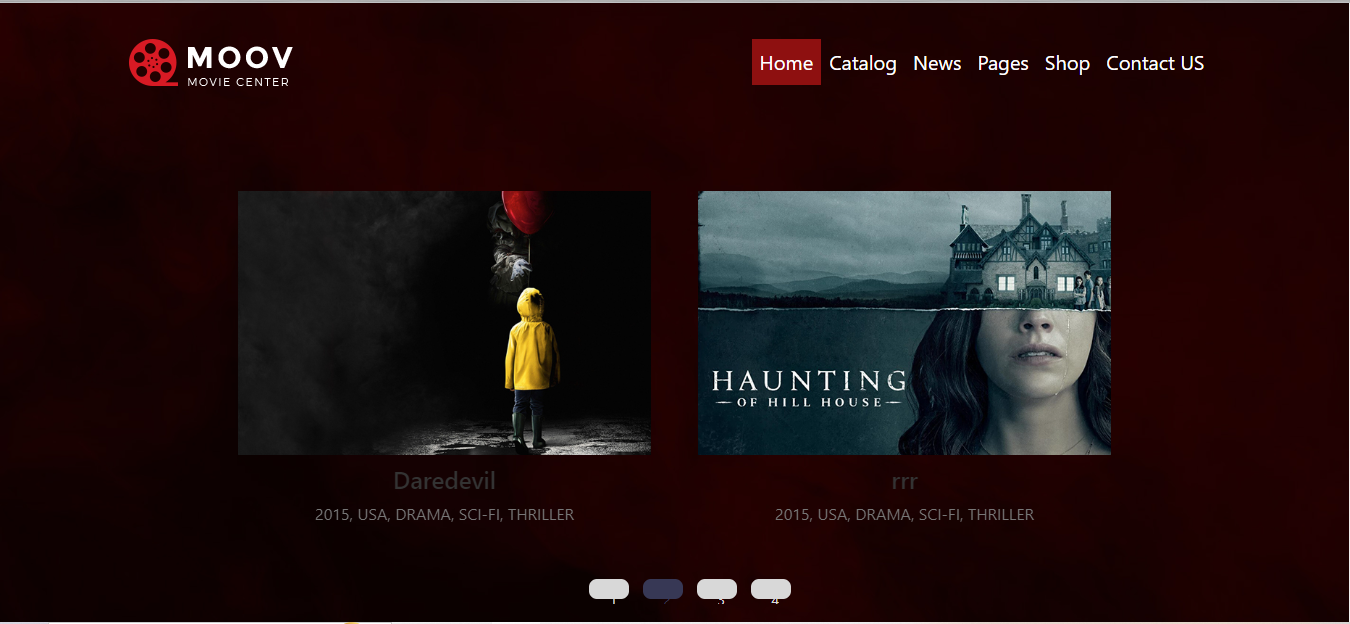 MOOV
MOVIE CENTER
Home Catalog News Pages Shop Contact US
HAUNTING
OF HILL HOUSE
Daredevil
rrr
2015, USA, DRAMA, SCI-FI, THRILLER
2015, USA, DRAMA, SCI-FI, THRILLER
1 2 3 4